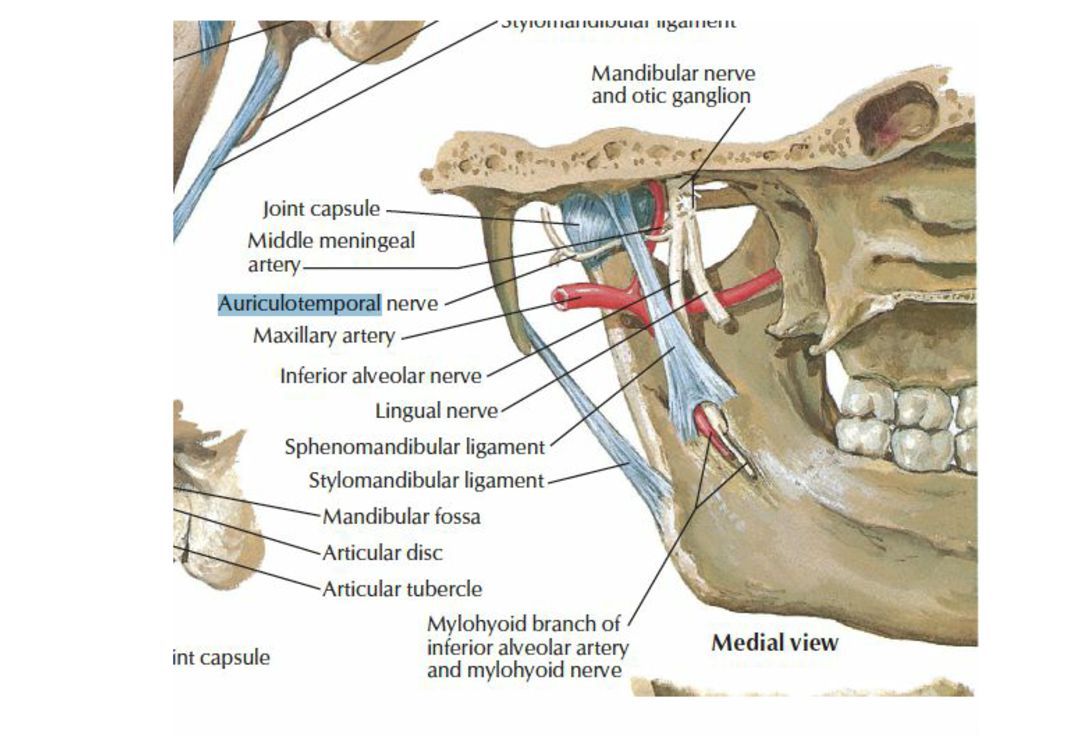 Stylomandibular ligament
Mandibular nerve
and otic ganglion
Joint capsule
Middle meningeal
artery
Auriculotemporal nerve
Maxillary artery
Inferior alveolar nerve
Lingual nerve
Sphenomandibular ligament
Stylomandibular ligament
Mandibular fossa
Articular disc
Articular tubercle
Mylohyoid branch of
inferior alveolar artery
and mylohyoid nerve
Medial view
int capsule